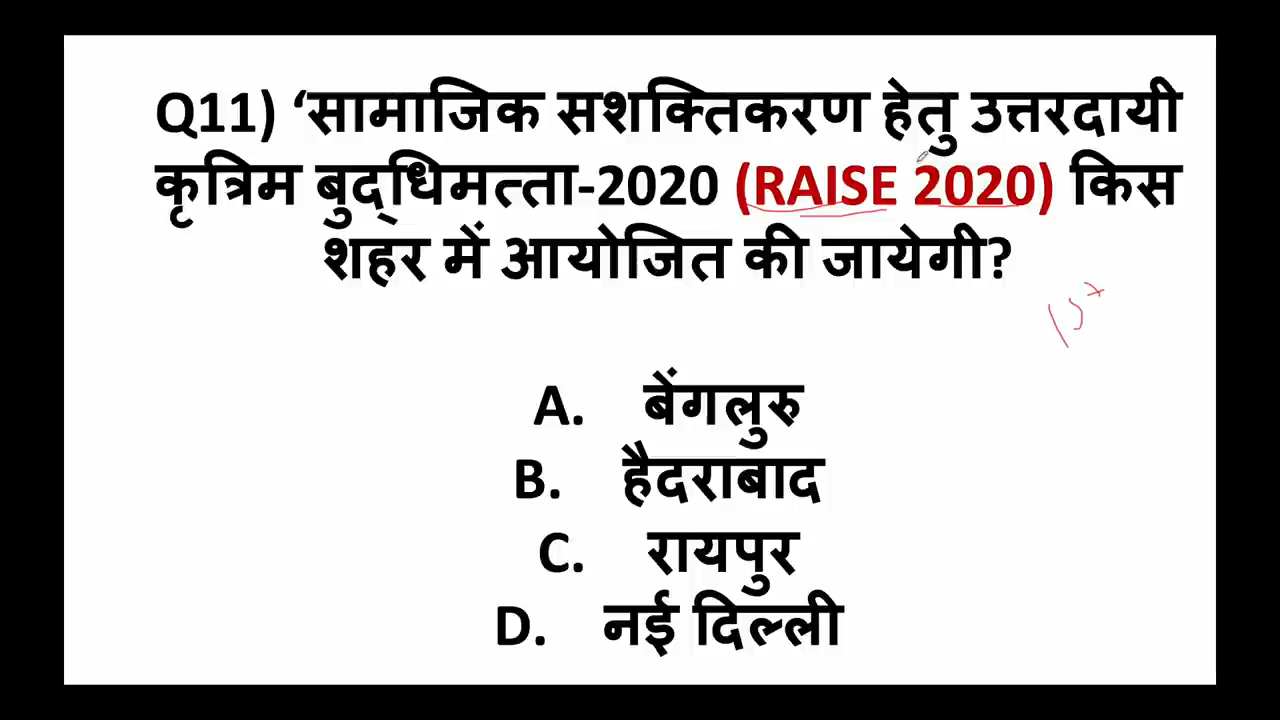 Q11) ‘सामाजिक सशक्तिकरण हेतु उत्तरदायी
कृत्रिम बुद्धिमत्ता-2020 (RAISE 2020) किस
शहर में आयोजित की जायेगी?
A. बेंगलुरु
B. हैदराबाद
C. रायपुर
D. नई दिल्ली